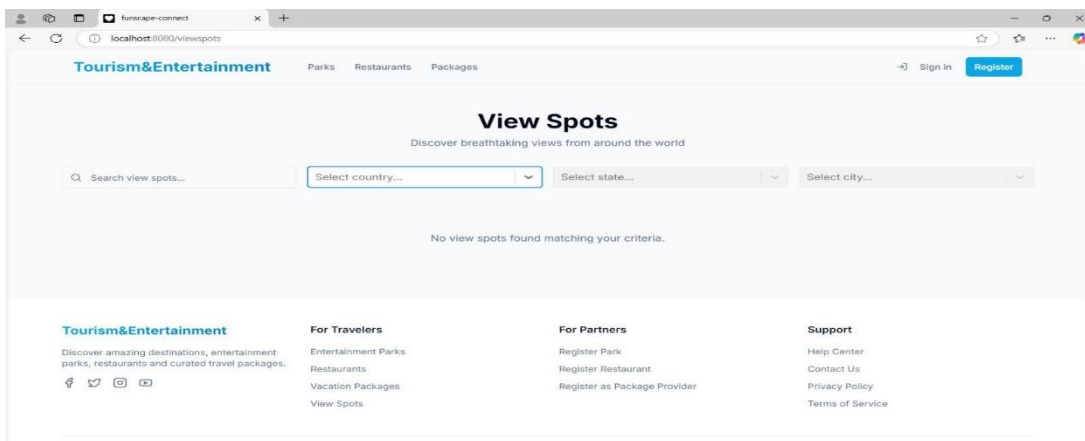 funscape-connect
localhost:8080/viewspots
Tourism&Entertainment Parks Restaurants Packages Sign in Register
View Spots
Discover breathtaking views from around the world
Search view spots... Select country... Select state... Select city...
No view spots found matching your criteria.
Tourism&Entertainment For Travelers For Partners Support
Discover amazing destinations, entertainment Entertainment Parks Register Park Help Center
parks, restaurants and curated travel packages. Restaurants Register Restaurant Contact Us
Vacation Packages Register as Package Provider Privacy Policy
View Spots Terms of Service